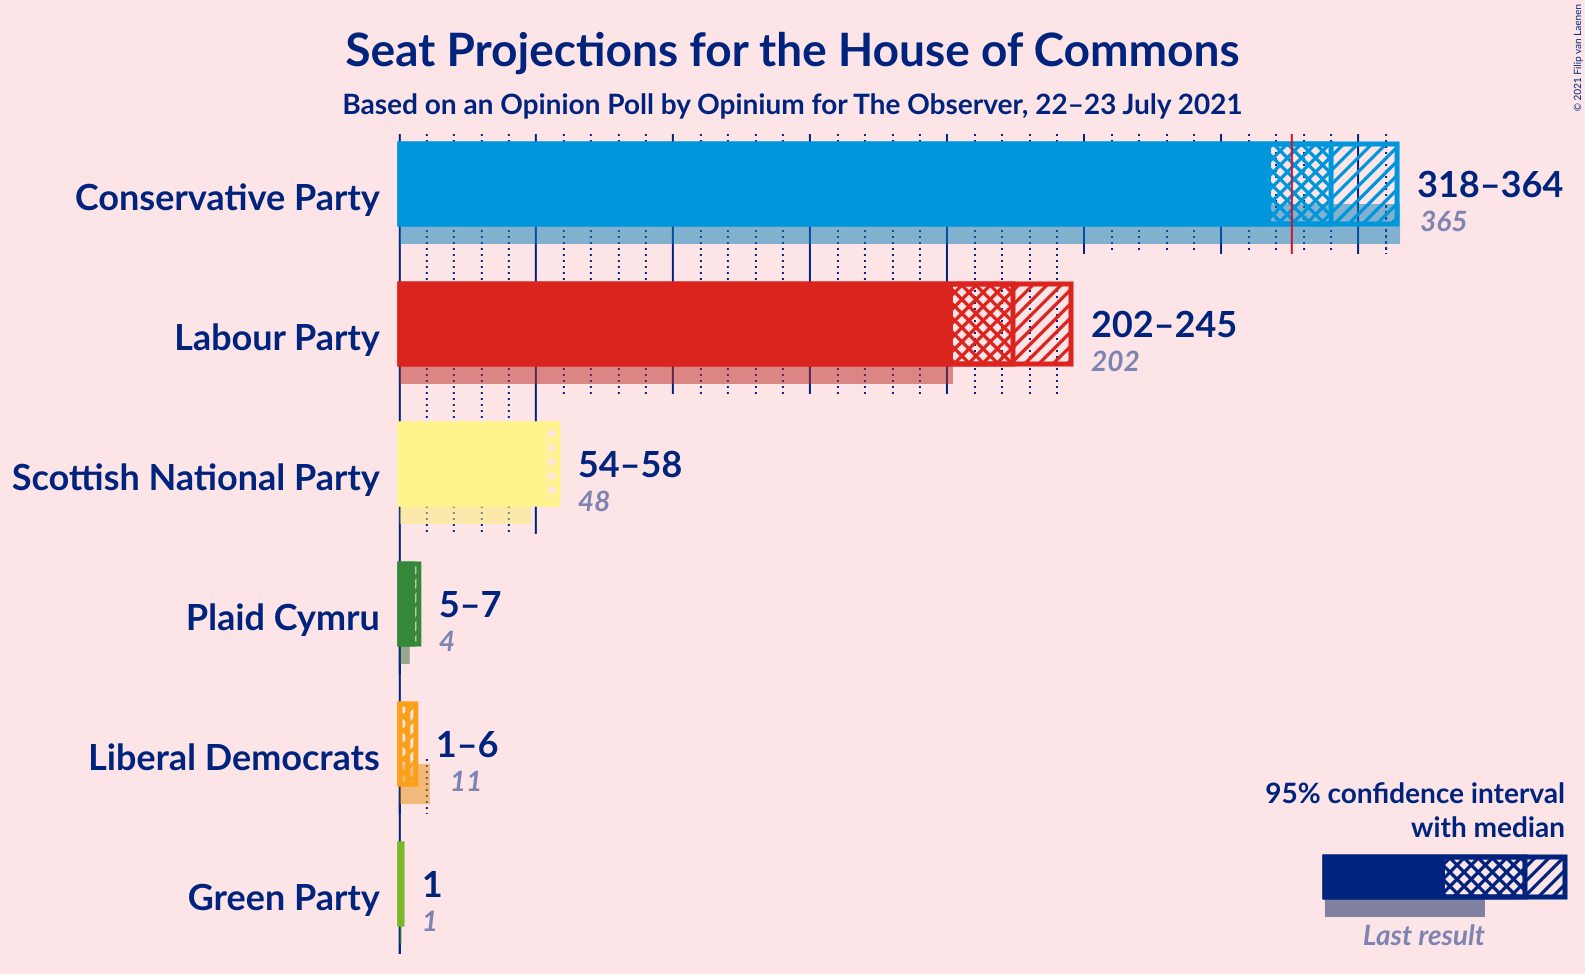 Seat Projections for the House of Commons
Based on an Opinion Poll by Opinium for The Observer, 22–23 July 2021
© 2021 Filip van Laenen
Conservative Party
318–364
365
Labour Party
202–245
202
Scottish National Party
54–58
48
Plaid Cymru
5–7
4
Liberal Democrats
1–6
11
Green Party
1
1
95% confidence interval
with median
Last result